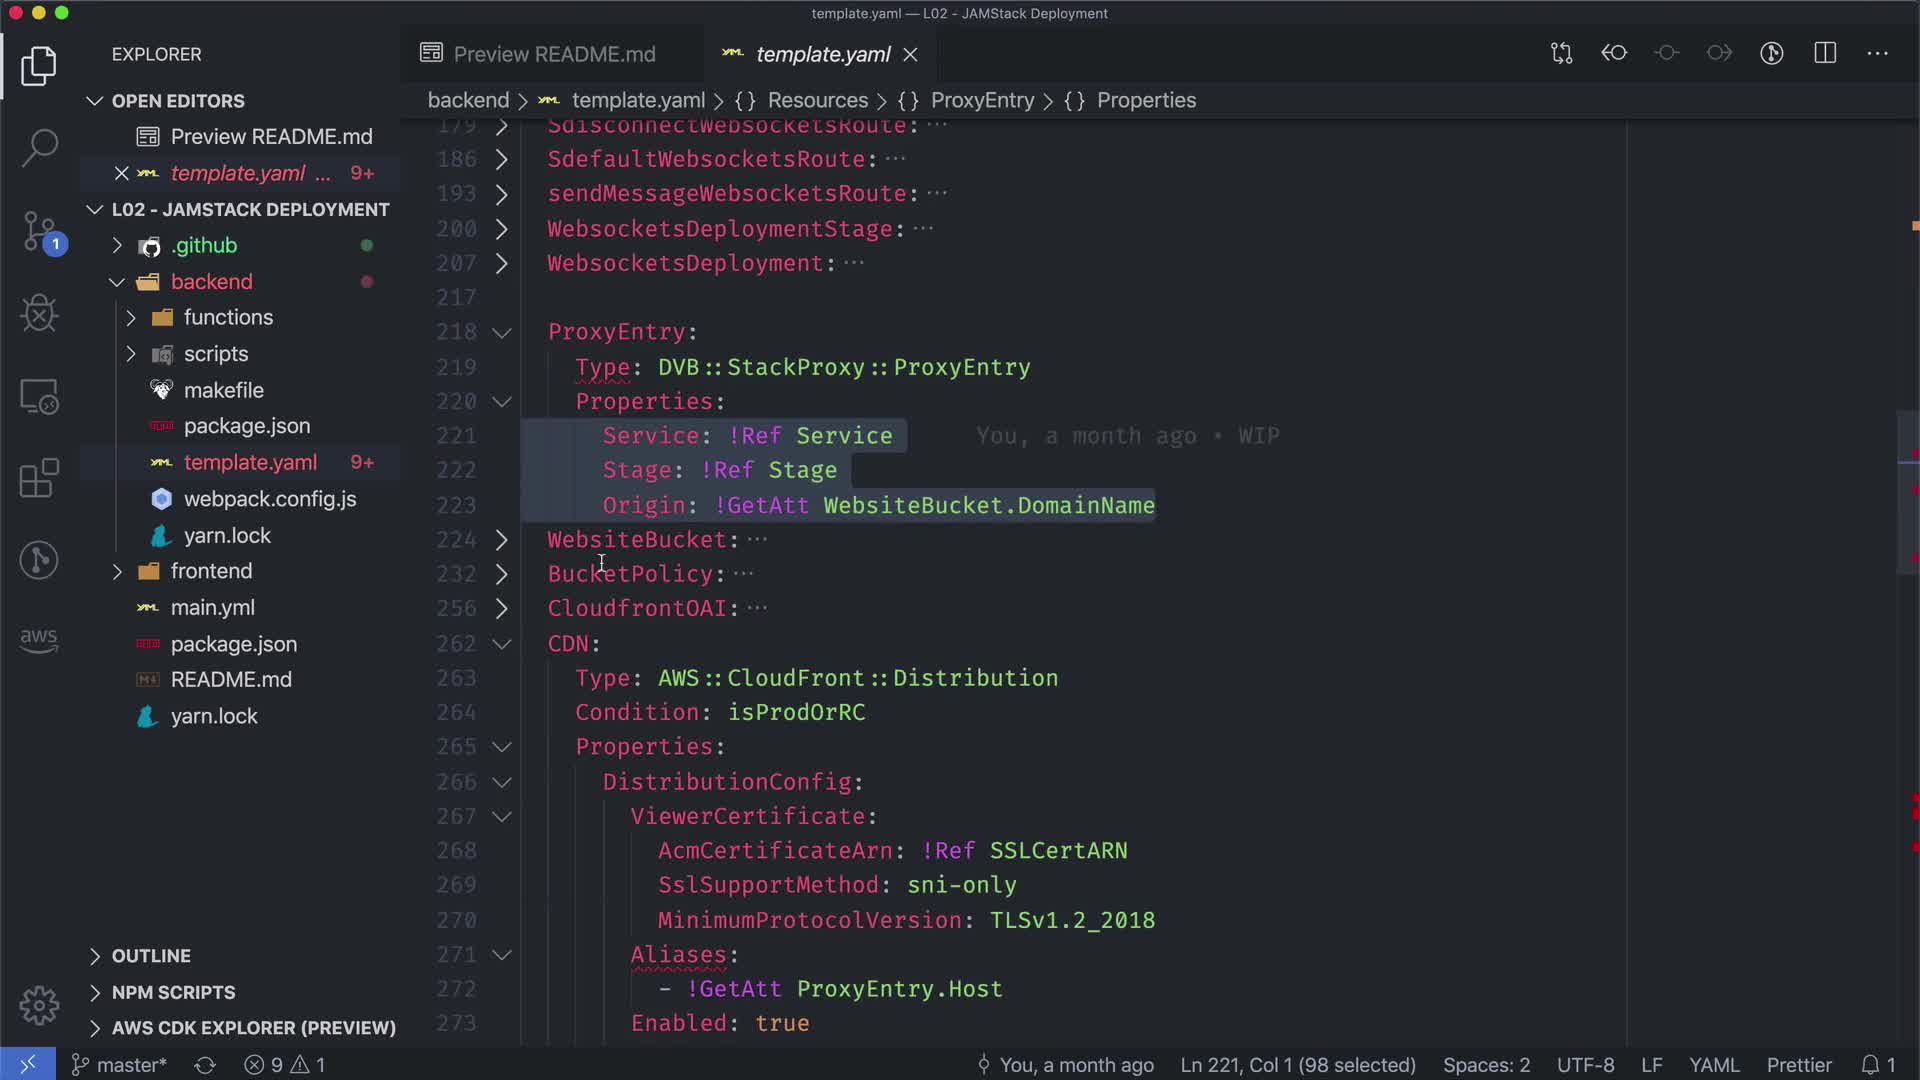 template.yaml — L02 - JAMStack Deployment
EXPLORER
Preview README.md
template.yaml
OPEN EDITORS
backend > template.yaml > {} Resources > {} ProxyEntry > {} Properties
Preview README.md
template.yaml ... 9+
L02 - JAMSTACK DEPLOYMENT
.github
backend
functions
scripts
makefile
package.json
template.yaml 9+
webpack.config.js
yarn.lock
frontend
main.yml
package.json
README.md
yarn.lock
OUTLINE
NPM SCRIPTS
AWS CDK EXPLORER (PREVIEW)
1
aws
179 SdisconnectWebsocketsRoute: ···
186 SdefaultWebsocketsRoute: ···
193 sendMessageWebsocketsRoute: ···
200 WebsocketsDeploymentStage: ···
207 WebsocketsDeployment: ···
217
218 ProxyEntry:
219 Type: DVB::StackProxy::ProxyEntry
220 Properties:
221 Service: !Ref Service You, a month ago • WIP
222 Stage: !Ref Stage
223 Origin: !GetAtt WebsiteBucket.DomainName
224 WebsiteBucket: ···
232 BucketPolicy: ···
256 CloudfrontOAI: ···
262 CDN:
263 Type: AWS::CloudFront::Distribution
264 Condition: isProdOrRC
265 Properties:
266 DistributionConfig:
267 ViewerCertificate:
268 AcmCertificateArn: !Ref SSLCertARN
269 SslSupportMethod: sni-only
270 MinimumProtocolVersion: TLSv1.2_2018
271 Aliases:
272 - !GetAtt ProxyEntry.Host
273 Enabled: true
master* 9 1 You, a month ago Ln 221, Col 1 (98 selected) Spaces: 2 UTF-8 LF YAML Prettier 1